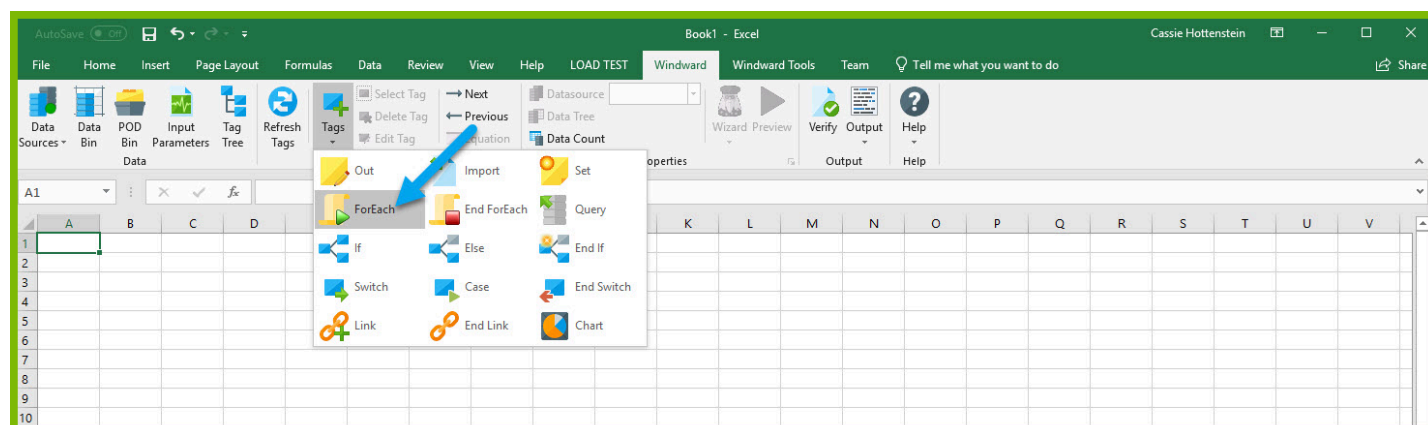 AutoSave Off Book1 - Excel Cassie Hottenstein
File Home Insert Page Layout Formulas Data Review View Help LOAD TEST Windward Windward Tools Team Tell me what you want to do Share
Select Tag Next Datasource
Delete Tag Previous Data Tree
Edit Tag Equation Data Count
Data Sources Data Bin POD Bin Input Parameters Tag Tree Refresh Tags Tags Wizard Preview Verify Output Help
Data Output Help
Out Import Set
ForEach End ForEach Query
If Else End If
Switch Case End Switch
Link End Link Chart
A1 fx
A B C D K L M N O P Q R S T U V
1
2
3
4
5
6
7
8
9
10